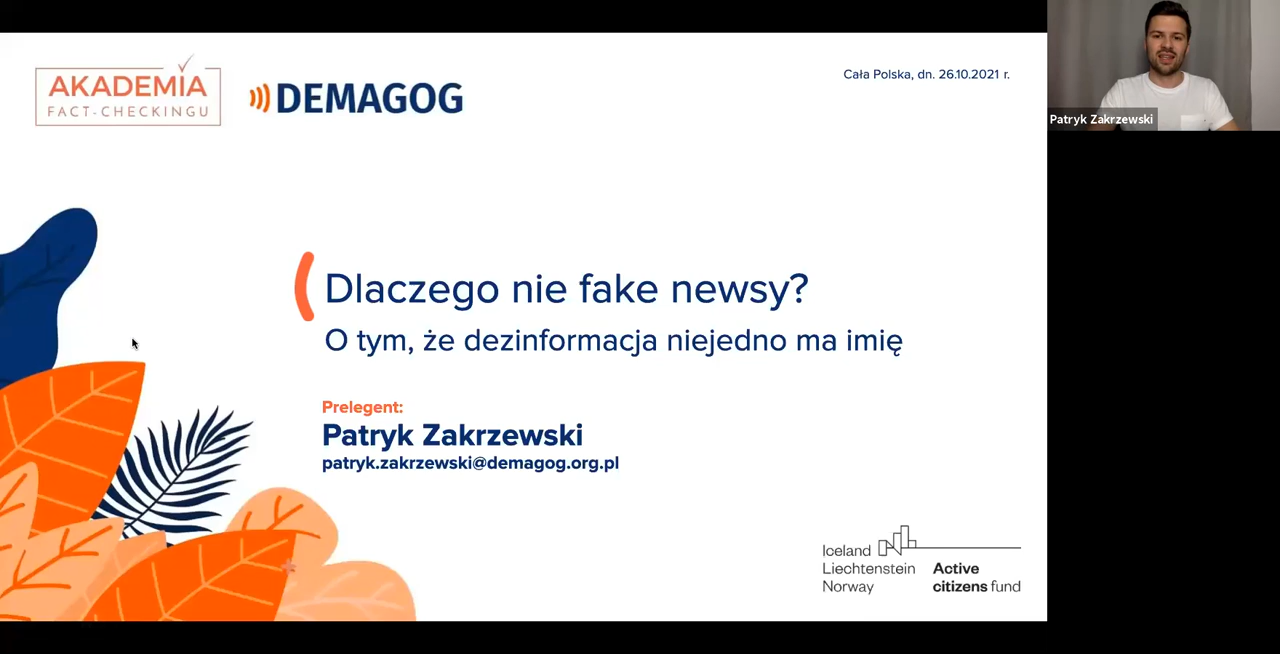 AKADEMIA
FACT-CHECKINGU
DEMAGOG
Cała Polska, dn. 26.10.2021 r.
Patryk Zakrzewski
Dlaczego nie fake newsy?
O tym, że dezinformacja niejedno ma imię
Prelegent:
Patryk Zakrzewski
patryk.zakrzewski@demagog.org.pl
Iceland
Liechtenstein
Norway
Active
citizens fund